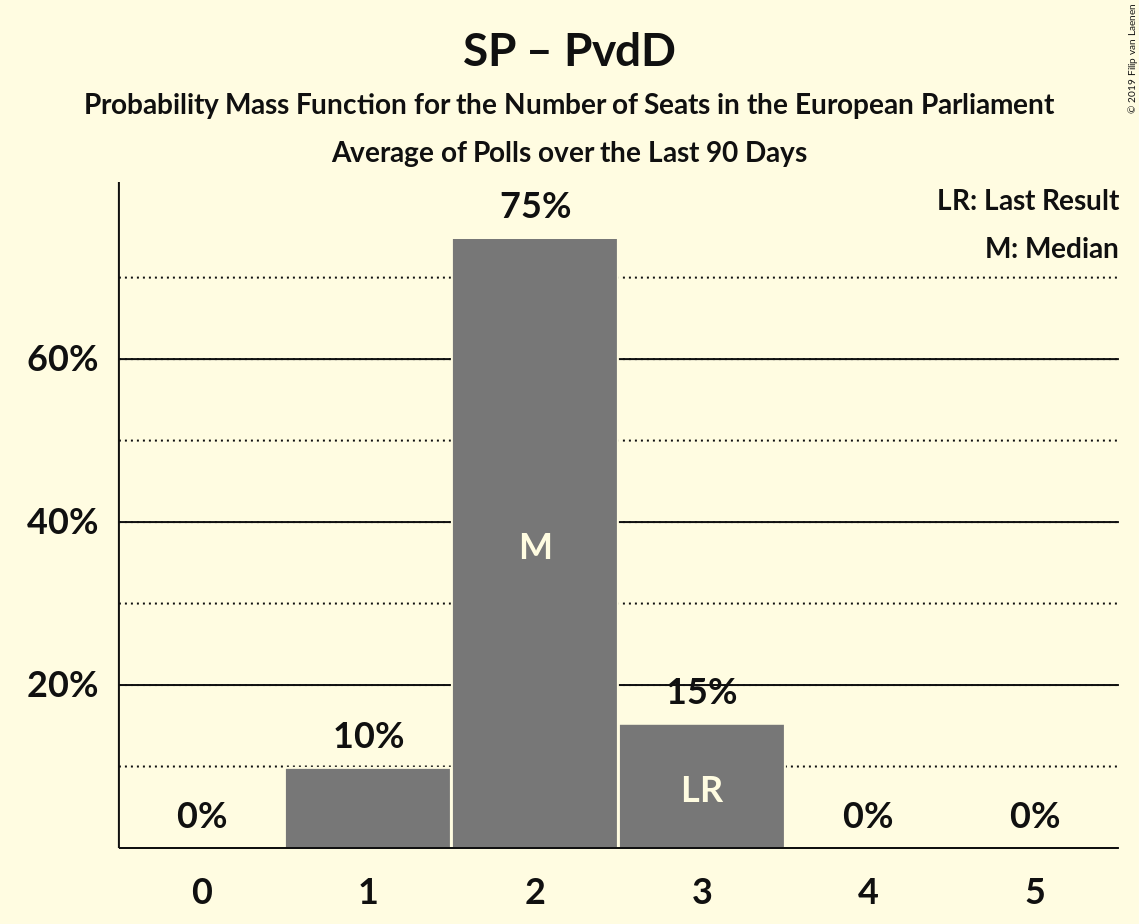 SP – PvdD
Probability Mass Function for the Number of Seats in the European Parliament
Average of Polls over the Last 90 Days
© 2019 Filip van Laenen
LR: Last Result
M: Median
75%
60%
40%
M
20%
15%
10%
LR
0%
0%
0%
0 1 2 3 4 5